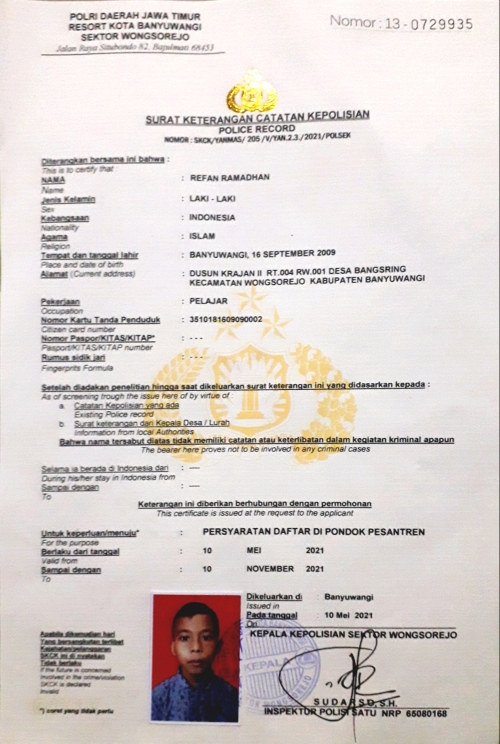 POLRI DAERAH JAWA TIMUR
RESORT KOTA BANYUWANGI
SEKTOR WONGSOREJO
Jalan Raya Situbondo 82, Bajulmati 68453
Nomor : 13 - 0729935
SURAT KETERANGAN CATATAN KEPOLISIAN
POLICE RECORD
NOMOR : SKCK/YANMAS/ 205 /V/YAN.2.3./2021/POLSEK
Diterangkan bersama ini bahwa :
This is to certify that :
NAMA : REFAN RAMADHAN
Name
Jenis Kelamin : LAKI - LAKI
Sex
Kebangsaan : INDONESIA
Nationality
Agama : ISLAM
Religion
Tempat dan tanggal lahir : BANYUWANGI, 16 SEPTEMBER 2009
Place and date of birth
Alamat (Current address) : DUSUN KRAJAN II RT.004 RW.001 DESA BANGSRING
KECAMATAN WONGSOREJO KABUPATEN BANYUWANGI
Pekerjaan : PELAJAR
Occupation
Nomor Kartu Tanda Penduduk : 3510181609090002
Citizen card number
Nomor Paspor/KITAS/KITAP* : - - -
Pasport/KITAS/KITAP number
Rumus sidik jari : - - -
Fingerprits Formula
Setelah diadakan penelitian hingga saat dikeluarkan surat keterangan ini yang didasarkan kepada :
As of screening trough the issue here of by virtue of :
a. Catatan Kepolisian yang ada
Existing Police record
b. Surat keterangan dari Kepala Desa / Lurah
Information from local Authorities
Bahwa nama tersebut diatas tidak memiliki catatan atau keterlibatan dalam kegiatan kriminal apapun
The bearer here proves not to be involved in any criminal cases
Selama ia berada di Indonesia dari : —
During his/her stay in Indonesia from
Sampai dengan : —
To
Keterangan ini diberikan berhubungan dengan permohonan
This certificate is issued at the request to the applicant
Untuk keperluan/menuju* : PERSYARATAN DAFTAR DI PONDOK PESANTREN
For the purpose
Berlaku dari tanggal : 10 MEI 2021
Valid from
Sampai dengan : 10 NOVEMBER 2021
To
Dikeluarkan di : Banyuwangi
Issued in
Pada tanggal : 10 Mei 2021
On
KEPALA KEPOLISIAN SEKTOR WONGSOREJO
Apabila dikemudian hari
Yang bersangkutan terlibat
Kejahatan/pelanggaran
SKCK ini di nyatakan
Tidak berlaku
If the future is concerned
Involved in the crime/violation
SKCK is declared
Invalid
KEPALA
SUDARSO, S.H.
INSPEKTUR POLISI SATU NRP 65080168
*) coret yang tidak perlu